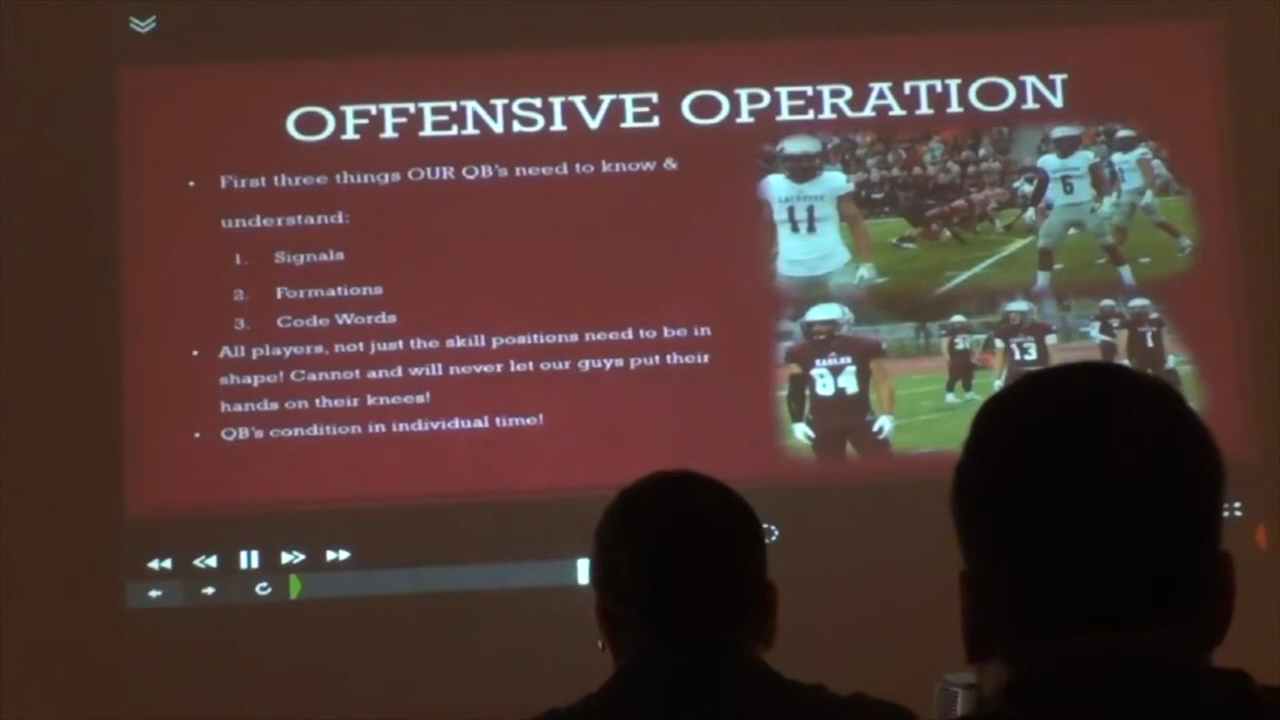 OFFENSIVE OPERATION
• First three things OUR QB's need to know &
understand:
1. Signals
2. Formations
3. Code Words
• All players, not just the skill positions need to be in
shape! Cannot and will never let our guys put their
hands on their knees!
• QB's condition in individual time!
LACROSSE
11
6
EAGLES
84
13
1